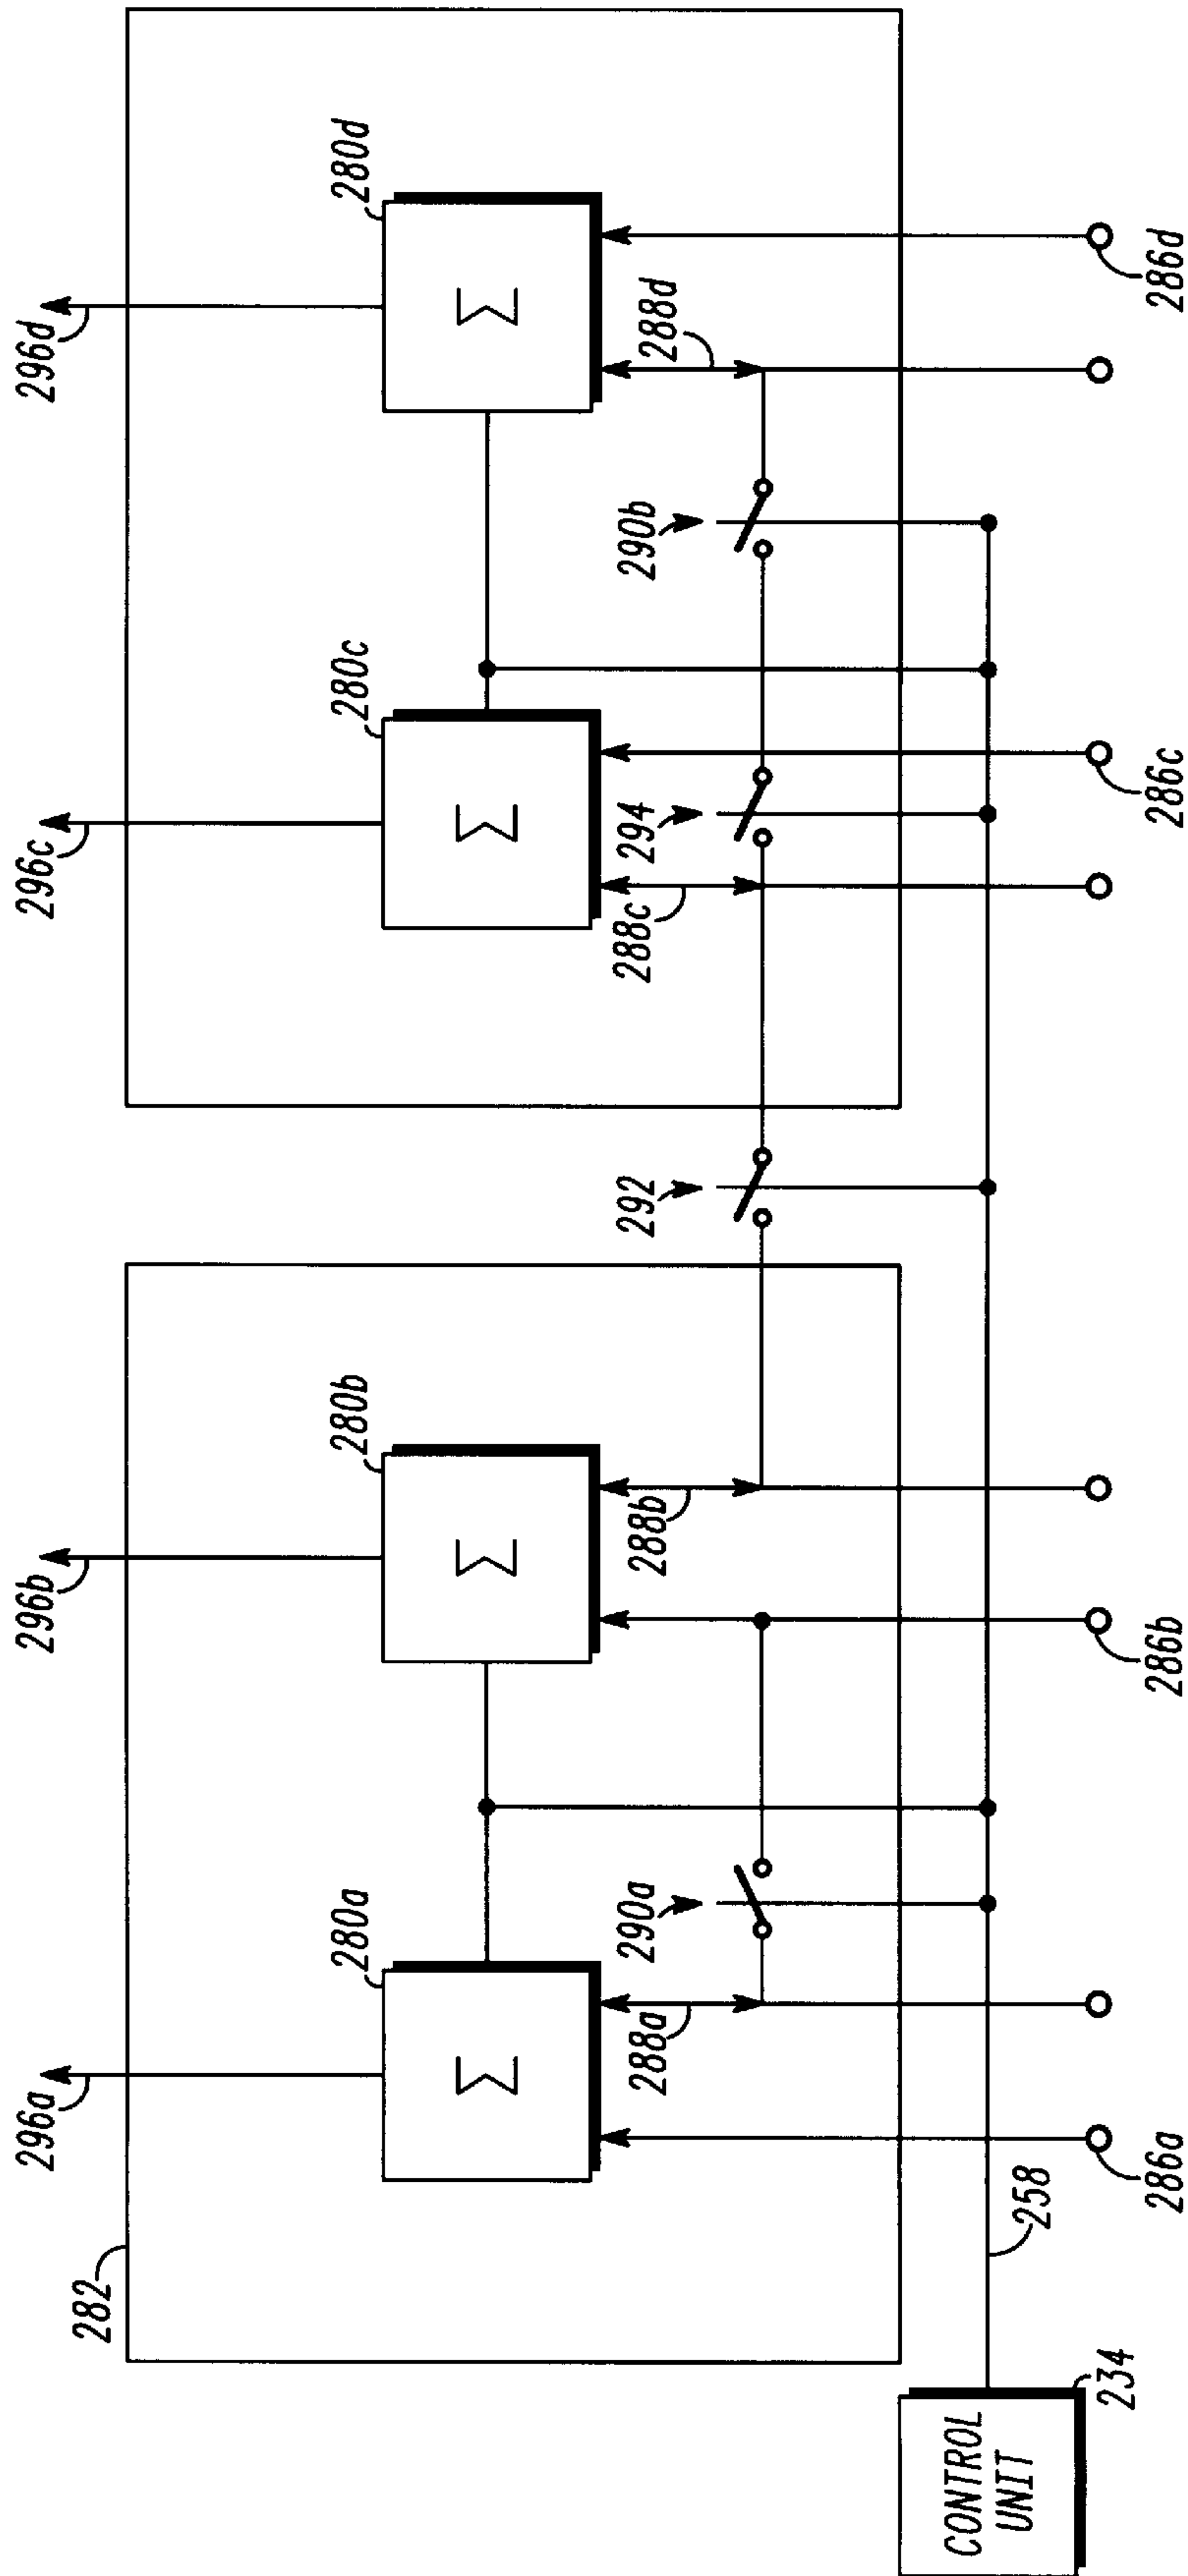 296a
296b
296c
296d
282
280a
280b
280c
280d
Σ
Σ
Σ
Σ
288a
290a
288b
292
288c
294
290b
288d
258
CONTROL
UNIT
234
286a
286b
286c
286d